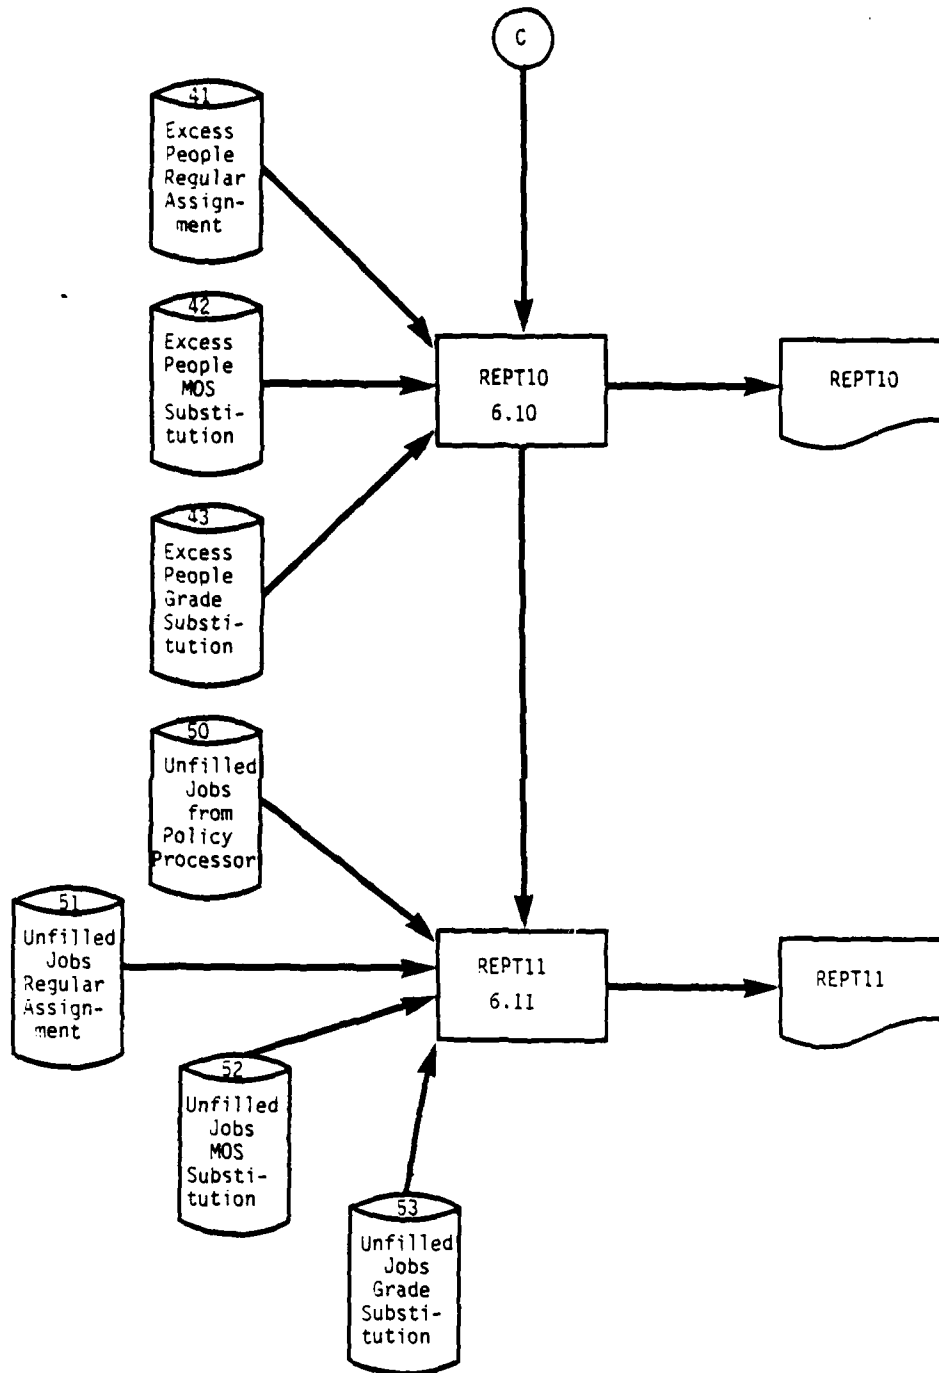 C
41
Excess
People
Regular
Assign-
ment
42
Excess
People
MOS
Substi-
tution
REPT10
6.10
REPT10
43
Excess
People
Grade
Substi-
tution
50
Unfilled
Jobs
from
Policy
Processor
51
Unfilled
Jobs
Regular
Assign-
ment
REPT11
6.11
REPT11
52
Unfilled
Jobs
MOS
Substi-
tution
53
Unfilled
Jobs
Grade
Substi-
tution